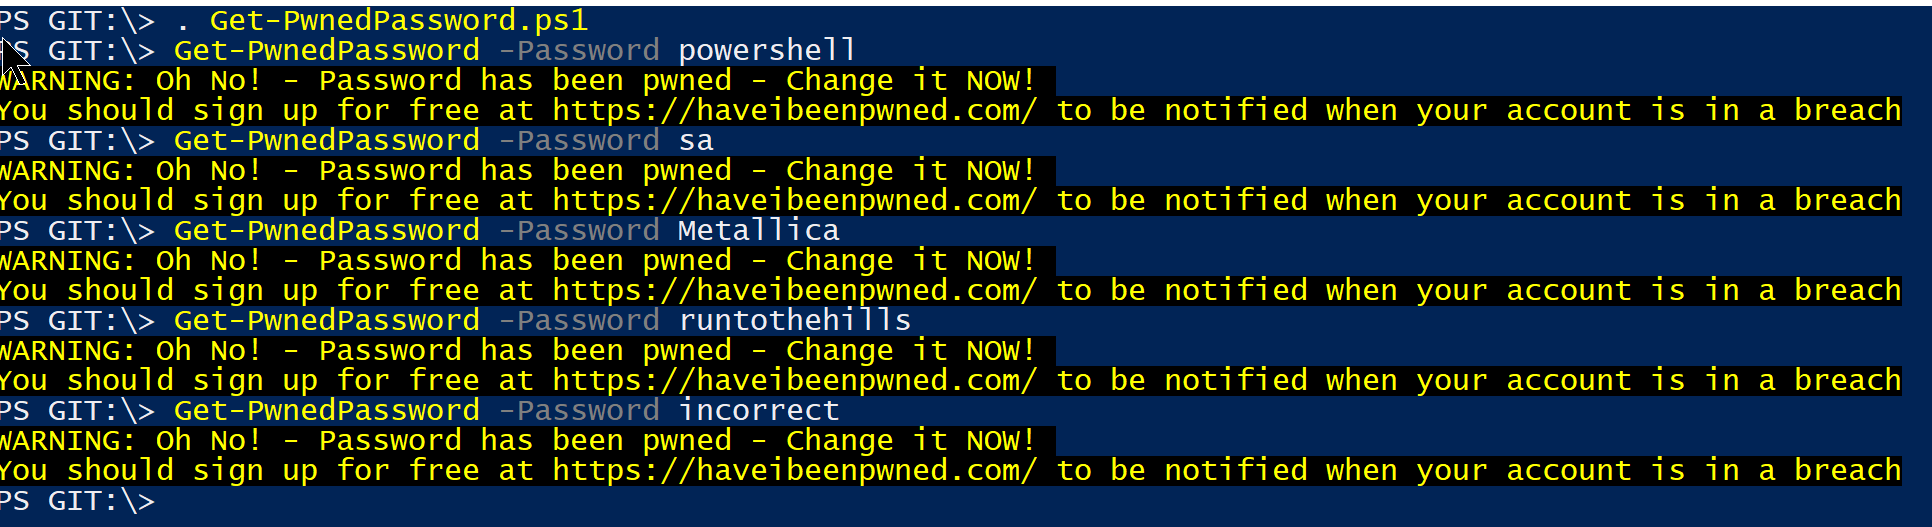 PS GIT:\> . Get-PwnedPassword.ps1
PS GIT:\> Get-PwnedPassword -Password powershell
WARNING: Oh No! - Password has been pwned - Change it NOW!
You should sign up for free at https://haveibeenpwned.com/ to be notified when your account is in a breach
PS GIT:\> Get-PwnedPassword -Password sa
WARNING: Oh No! - Password has been pwned - Change it NOW!
You should sign up for free at https://haveibeenpwned.com/ to be notified when your account is in a breach
PS GIT:\> Get-PwnedPassword -Password Metallica
WARNING: Oh No! - Password has been pwned - Change it NOW!
You should sign up for free at https://haveibeenpwned.com/ to be notified when your account is in a breach
PS GIT:\> Get-PwnedPassword -Password runtothehills
WARNING: Oh No! - Password has been pwned - Change it NOW!
You should sign up for free at https://haveibeenpwned.com/ to be notified when your account is in a breach
PS GIT:\> Get-PwnedPassword -Password incorrect
WARNING: Oh No! - Password has been pwned - Change it NOW!
You should sign up for free at https://haveibeenpwned.com/ to be notified when your account is in a breach
PS GIT:\>